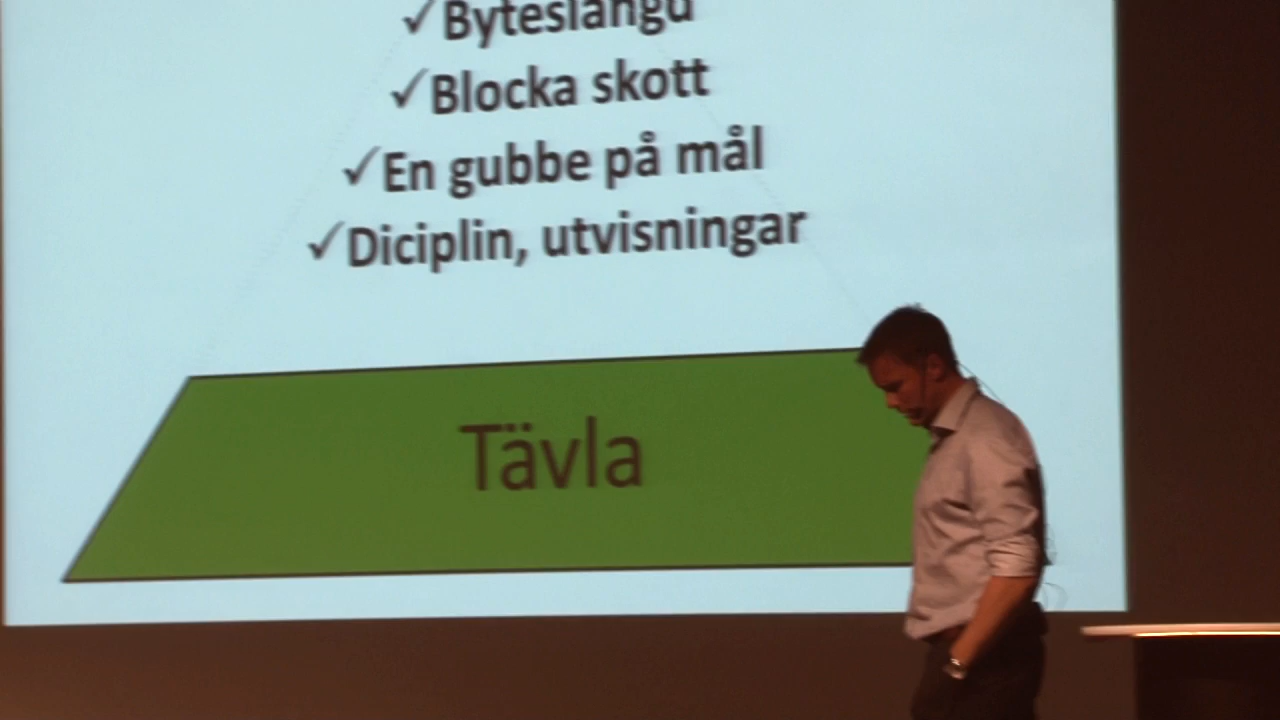 ✓Byteslängd
✓Blocka skott
✓En gubbe på mål
✓Diciplin, utvisningar
Tävla